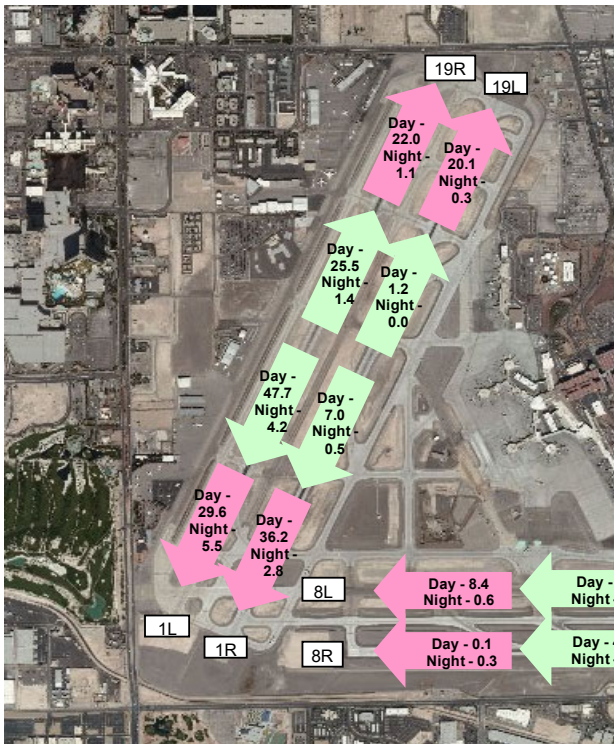 19R
19L
Day -
22.0
Night -
1.1
Day -
20.1
Night -
0.3
Day -
25.5
Night -
1.4
Day -
1.2
Night -
0.0
Day -
47.7
Night -
4.2
Day -
7.0
Night -
0.5
Day -
29.6
Night -
5.5
Day -
36.2
Night -
2.8
8L
Day - 8.4
Night - 0.6
Day -
Night -
1L
1R
8R
Day - 0.1
Night - 0.3
Day -
Night -